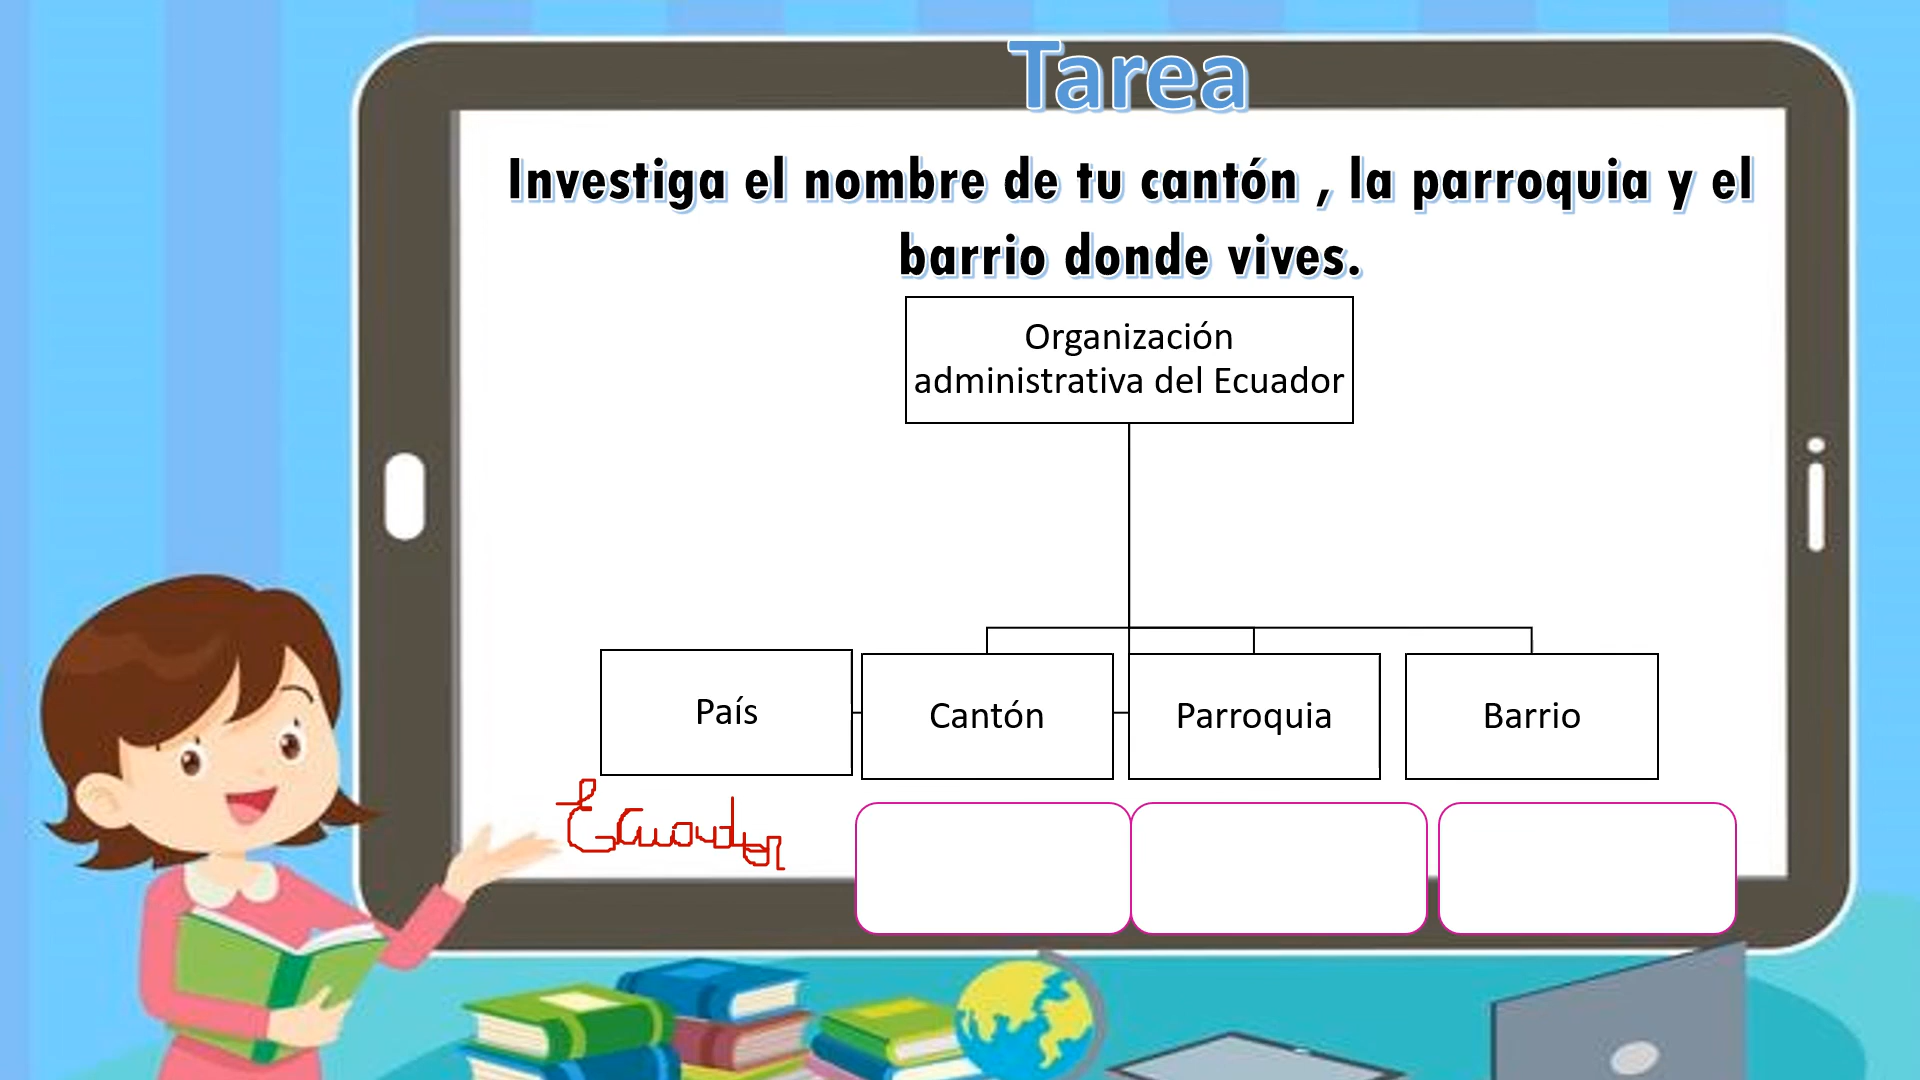 Tarea
Investiga el nombre de tu cantón , la parroquia y el
barrio donde vives.
Organización
administrativa del Ecuador
País
Cantón
Parroquia
Barrio
Ecuador